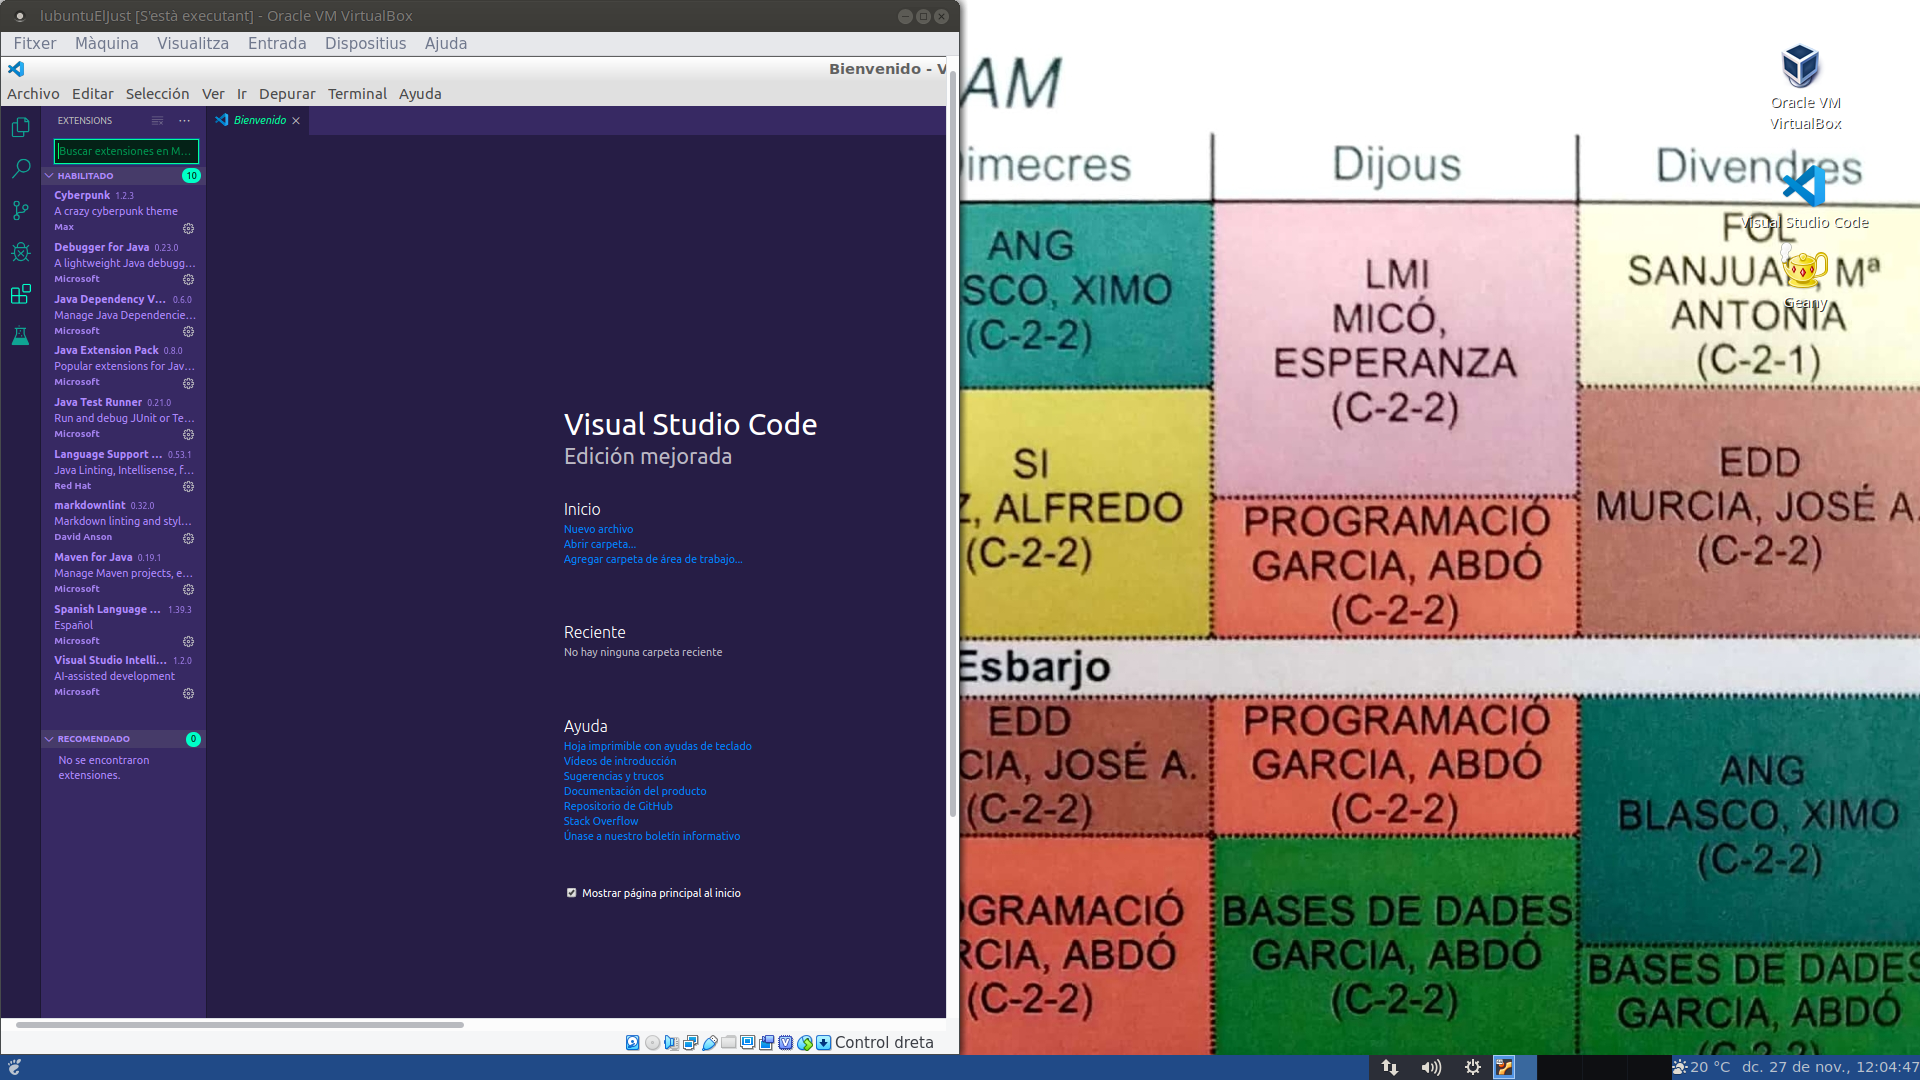 lubuntuElJust [S'està executant] - Oracle VM VirtualBox
Fitxer Màquina Visualitza Entrada Dispositius Ajuda
Bienvenido - V
Archivo Editar Selección Ver Ir Depurar Terminal Ayuda
EXTENSIONS
Bienvenido
Buscar extensiones en M...
HABILITADO 10
Cyberpunk 1.2.3
A crazy cyberpunk theme
Max
Debugger for Java 0.23.0
A lightweight Java debugg...
Microsoft
Java Dependency V... 0.6.0
Manage Java Dependencie...
Microsoft
Java Extension Pack 0.8.0
Popular extensions for Jav...
Microsoft
Java Test Runner 0.21.0
Run and debug JUnit or Te...
Microsoft
Language Support ... 0.53.1
Java Linting, Intellisense, f...
Red Hat
markdownlint 0.32.0
Markdown linting and styl...
David Anson
Maven for Java 0.19.1
Manage Maven projects, e...
Microsoft
Spanish Language ... 1.39.3
Español
Microsoft
Visual Studio Intelli... 1.2.0
AI-assisted development
Microsoft
RECOMENDADO 0
No se encontraron
extensiones.
Visual Studio Code
Edición mejorada
Inicio
Nuevo archivo
Abrir carpeta...
Agregar carpeta de área de trabajo...
Reciente
No hay ninguna carpeta reciente
Ayuda
Hoja imprimible con ayudas de teclado
Vídeos de introducción
Sugerencias y trucos
Documentación del producto
Repositorio de GitHub
Stack Overflow
Únase a nuestro boletín informativo
Mostrar página principal al inicio
Control dreta
AM
imecres
Dijous
Divendres
ANG
SCO, XIMO
(C-2-2)
SI
Z, ALFREDO
(C-2-2)
LMI
MICÓ,
ESPERANZA
(C-2-2)
PROGRAMACIÓ
GARCIA, ABDÓ
(C-2-2)
FOL
SANJUAN, Mª
ANTONIA
(C-2-1)
EDD
MURCIA, JOSÉ A.
(C-2-2)
Esbarjo
EDD
CIA, JOSÉ A.
(C-2-2)
OGRAMACIÓ
RCIA, ABDÓ
(C-2-2)
PROGRAMACIÓ
GARCIA, ABDÓ
(C-2-2)
BASES DE DADES
GARCIA, ABDÓ
(C-2-2)
ANG
BLASCO, XIMO
(C-2-2)
BASES DE DADES
GARCIA, ABDÓ
(C-2-2)
Oracle VM
VirtualBox
Visual Studio Code
Geany
20 °C dc. 27 de nov., 12:04:47